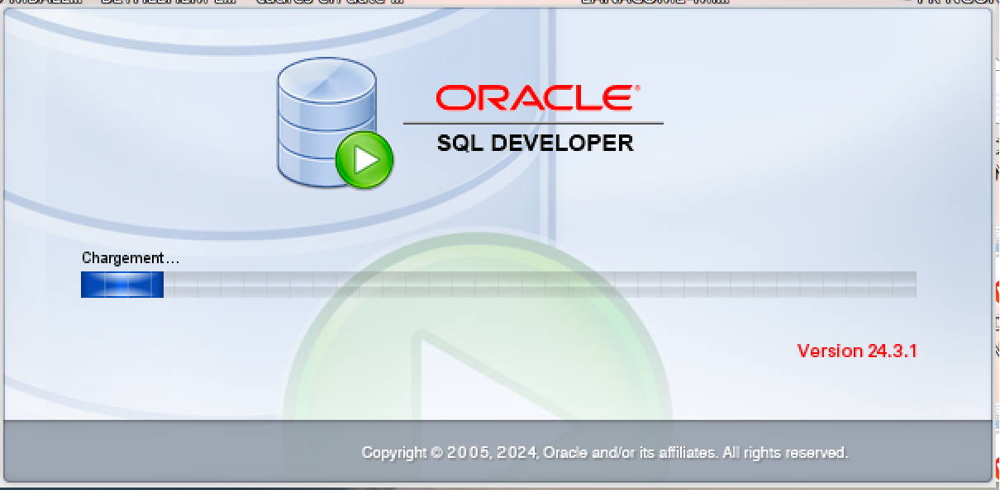 ORACLE®
SQL DEVELOPER
Chargement...
Version 24.3.1
Copyright © 2005, 2024, Oracle and/or its affiliates. All rights reserved.